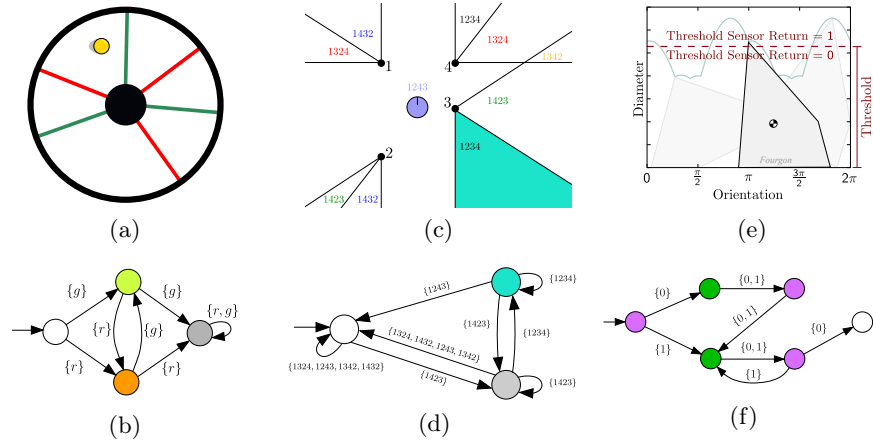 (a)
1432
1324
1
1243
2
1423
1432
1234
4
1324
1342
3
1423
1234
(c)
Diameter
Threshold Sensor Return = 1
Threshold Sensor Return = 0
Threshold
Fourgon
0
π/2
π
3π/2
2π
Orientation
(e)
{g}
{g}
{r}
{g}
{r, g}
{r}
{r}
(b)
{1243}
{1234}
{1423}
{1234}
{1324, 1432, 1243, 1342}
{1324, 1243, 1342, 1432}
{1423}
{1423}
(d)
{0}
{0, 1}
{0, 1}
{1}
{0, 1}
{0}
{1}
(f)